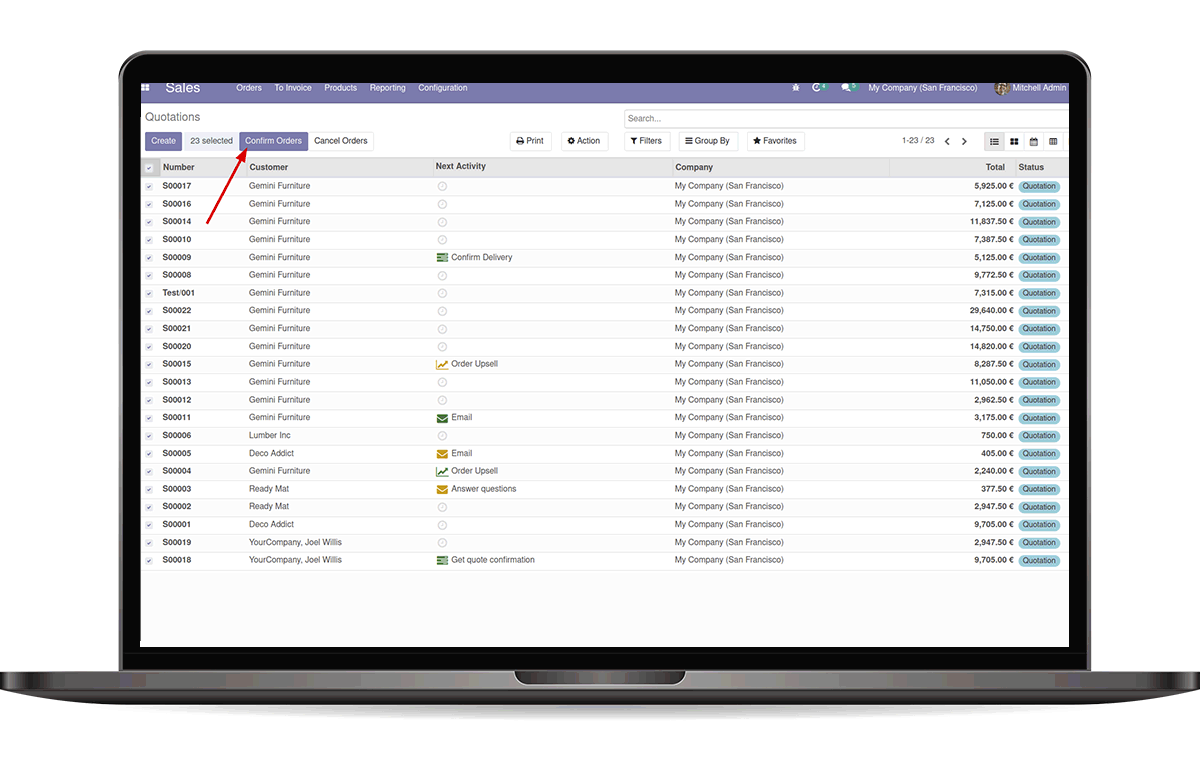 Sales Orders To Invoice Products Reporting Configuration 4 5 My Company (San Francisco) Mitchell Admin
Quotations Search...
Create 23 selected Confirm Orders Cancel Orders Print Action Filters Group By Favorites 1-23 / 23
Number Customer Next Activity Company Total Status
S00017 Gemini Furniture My Company (San Francisco) 5,925.00 € Quotation
S00016 Gemini Furniture My Company (San Francisco) 7,125.00 € Quotation
S00014 Gemini Furniture My Company (San Francisco) 11,837.50 € Quotation
S00010 Gemini Furniture My Company (San Francisco) 7,387.50 € Quotation
S00009 Gemini Furniture Confirm Delivery My Company (San Francisco) 5,125.00 € Quotation
S00008 Gemini Furniture My Company (San Francisco) 9,772.50 € Quotation
Test/001 Gemini Furniture My Company (San Francisco) 7,315.00 € Quotation
S00022 Gemini Furniture My Company (San Francisco) 29,640.00 € Quotation
S00021 Gemini Furniture My Company (San Francisco) 14,750.00 € Quotation
S00020 Gemini Furniture My Company (San Francisco) 14,820.00 € Quotation
S00015 Gemini Furniture Order Upsell My Company (San Francisco) 8,287.50 € Quotation
S00013 Gemini Furniture My Company (San Francisco) 11,050.00 € Quotation
S00012 Gemini Furniture My Company (San Francisco) 2,962.50 € Quotation
S00011 Gemini Furniture Email My Company (San Francisco) 3,175.00 € Quotation
S00006 Lumber Inc My Company (San Francisco) 750.00 € Quotation
S00005 Deco Addict Email My Company (San Francisco) 405.00 € Quotation
S00004 Gemini Furniture Order Upsell My Company (San Francisco) 2,240.00 € Quotation
S00003 Ready Mat Answer questions My Company (San Francisco) 377.50 € Quotation
S00002 Ready Mat My Company (San Francisco) 2,947.50 € Quotation
S00001 Deco Addict My Company (San Francisco) 9,705.00 € Quotation
S00019 YourCompany, Joel Willis My Company (San Francisco) 2,947.50 € Quotation
S00018 YourCompany, Joel Willis Get quote confirmation My Company (San Francisco) 9,705.00 € Quotation